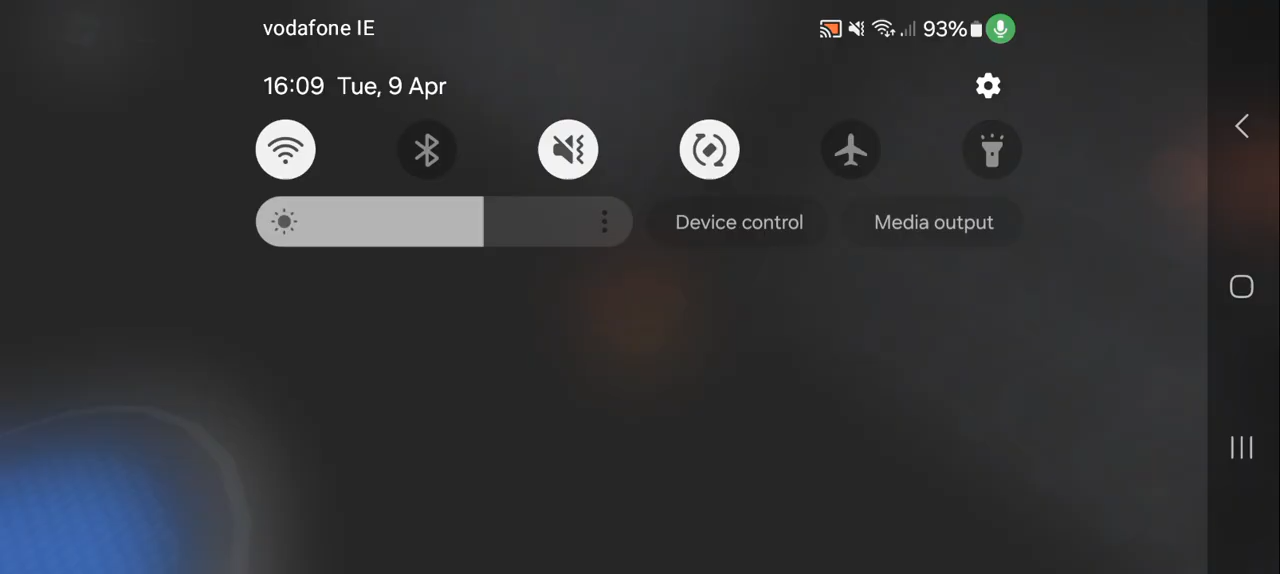 vodafone IE
93%
16:09 Tue, 9 Apr
Device control
Media output